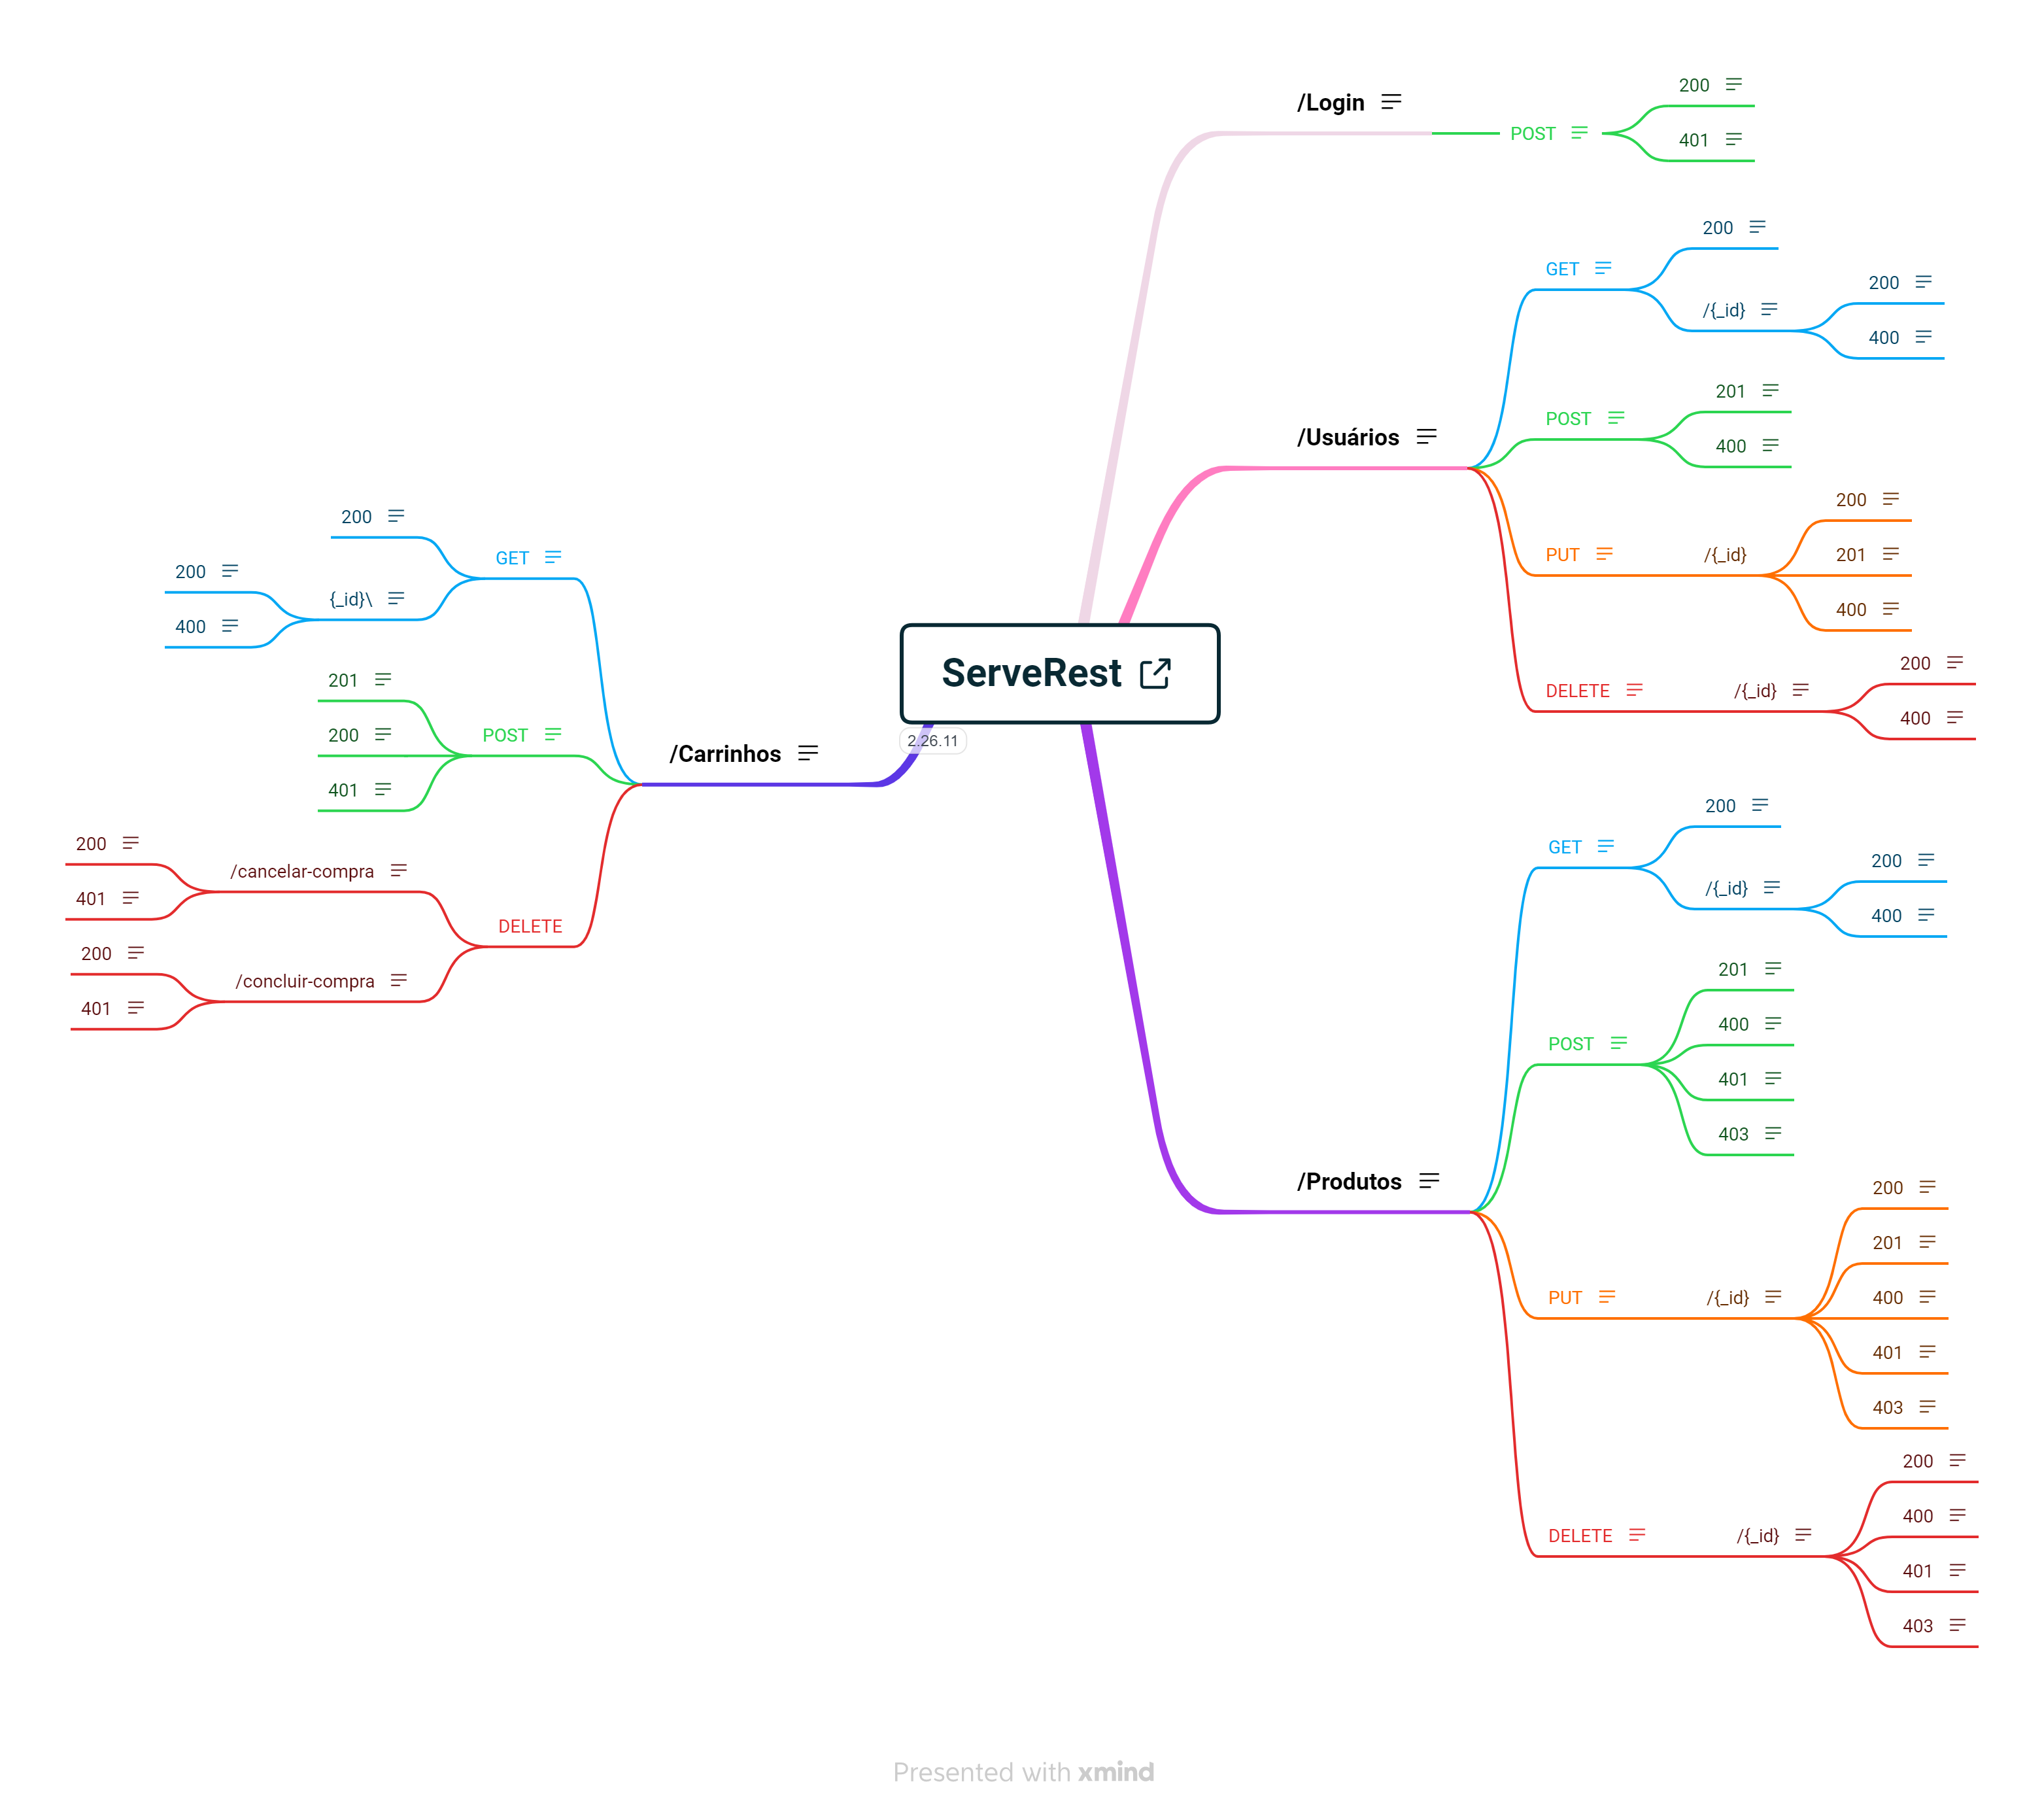 ServeRest
2.26.11
/Login
POST
200
401
/Usuários
GET
200
/{_id}
200
400
POST
201
400
PUT
/{_id}
200
201
400
DELETE
/{_id}
200
400
/Produtos
GET
200
/{_id}
200
400
POST
201
400
401
403
PUT
/{_id}
200
201
400
401
403
DELETE
/{_id}
200
400
401
403
/Carrinhos
GET
200
{_id}\
200
400
POST
201
200
401
DELETE
/cancelar-compra
200
401
/concluir-compra
200
401
Presented with xmind